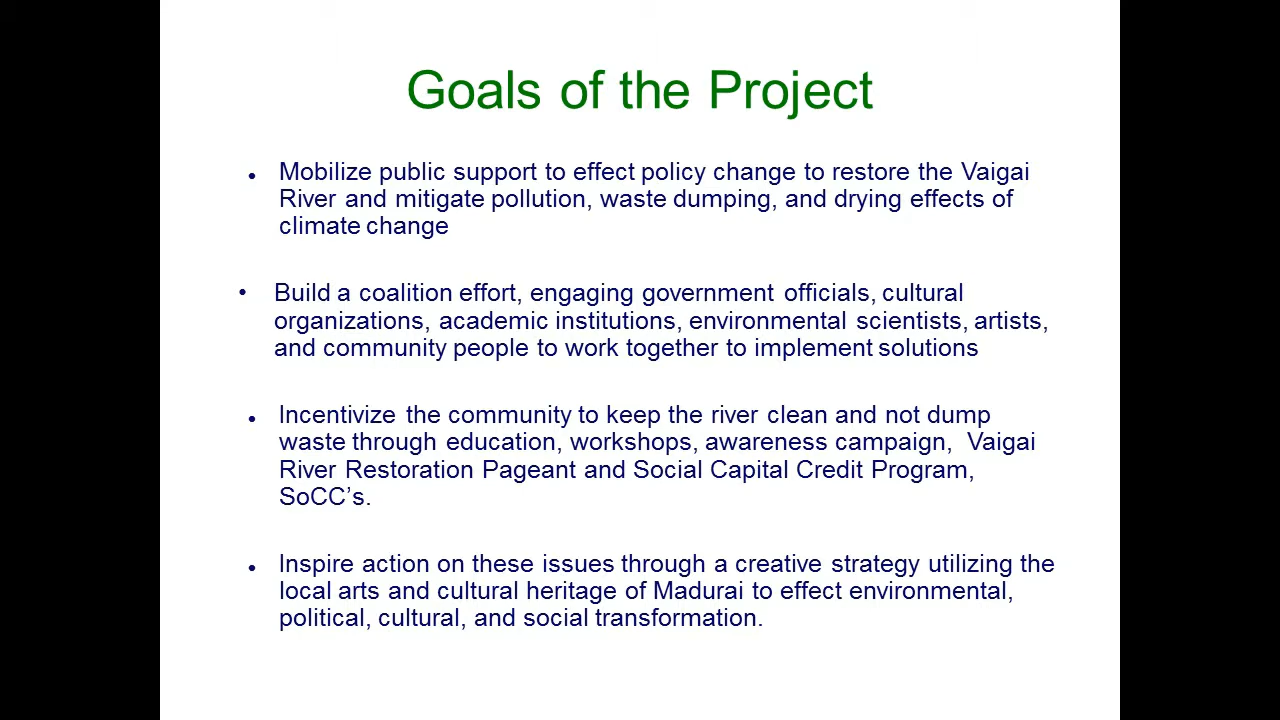 Goals of the Project
• Mobilize public support to effect policy change to restore the Vaigai
River and mitigate pollution, waste dumping, and drying effects of
climate change
• Build a coalition effort, engaging government officials, cultural
organizations, academic institutions, environmental scientists, artists,
and community people to work together to implement solutions
• Incentivize the community to keep the river clean and not dump
waste through education, workshops, awareness campaign,  Vaigai
River Restoration Pageant and Social Capital Credit Program,
SoCC’s.
• Inspire action on these issues through a creative strategy utilizing the
local arts and cultural heritage of Madurai to effect environmental,
political, cultural, and social transformation.